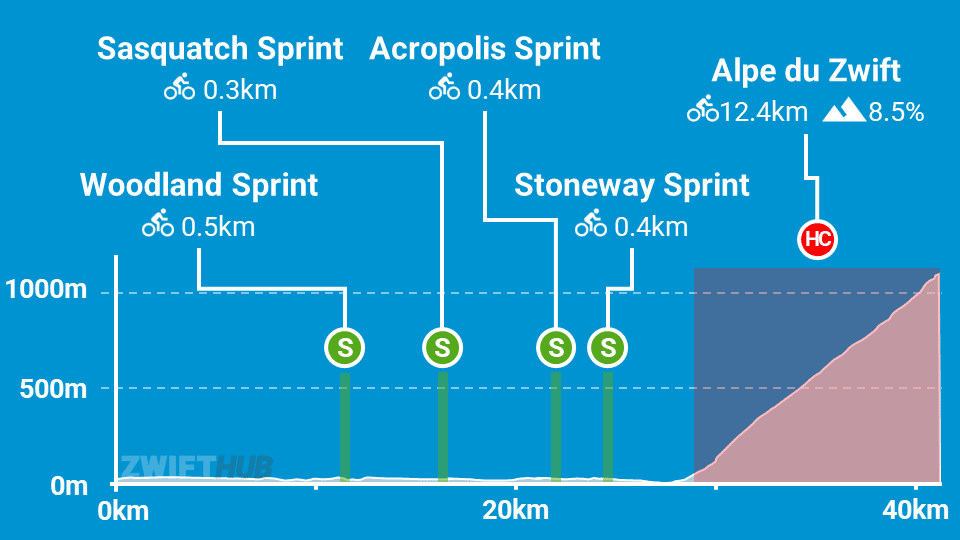 Sasquatch Sprint
0.3km
Acropolis Sprint
0.4km
Alpe du Zwift
12.4km 8.5%
Woodland Sprint
0.5km
Stoneway Sprint
0.4km
HC
1000m
S S S S
500m
ZWIFTHUB
0m
0km 20km 40km